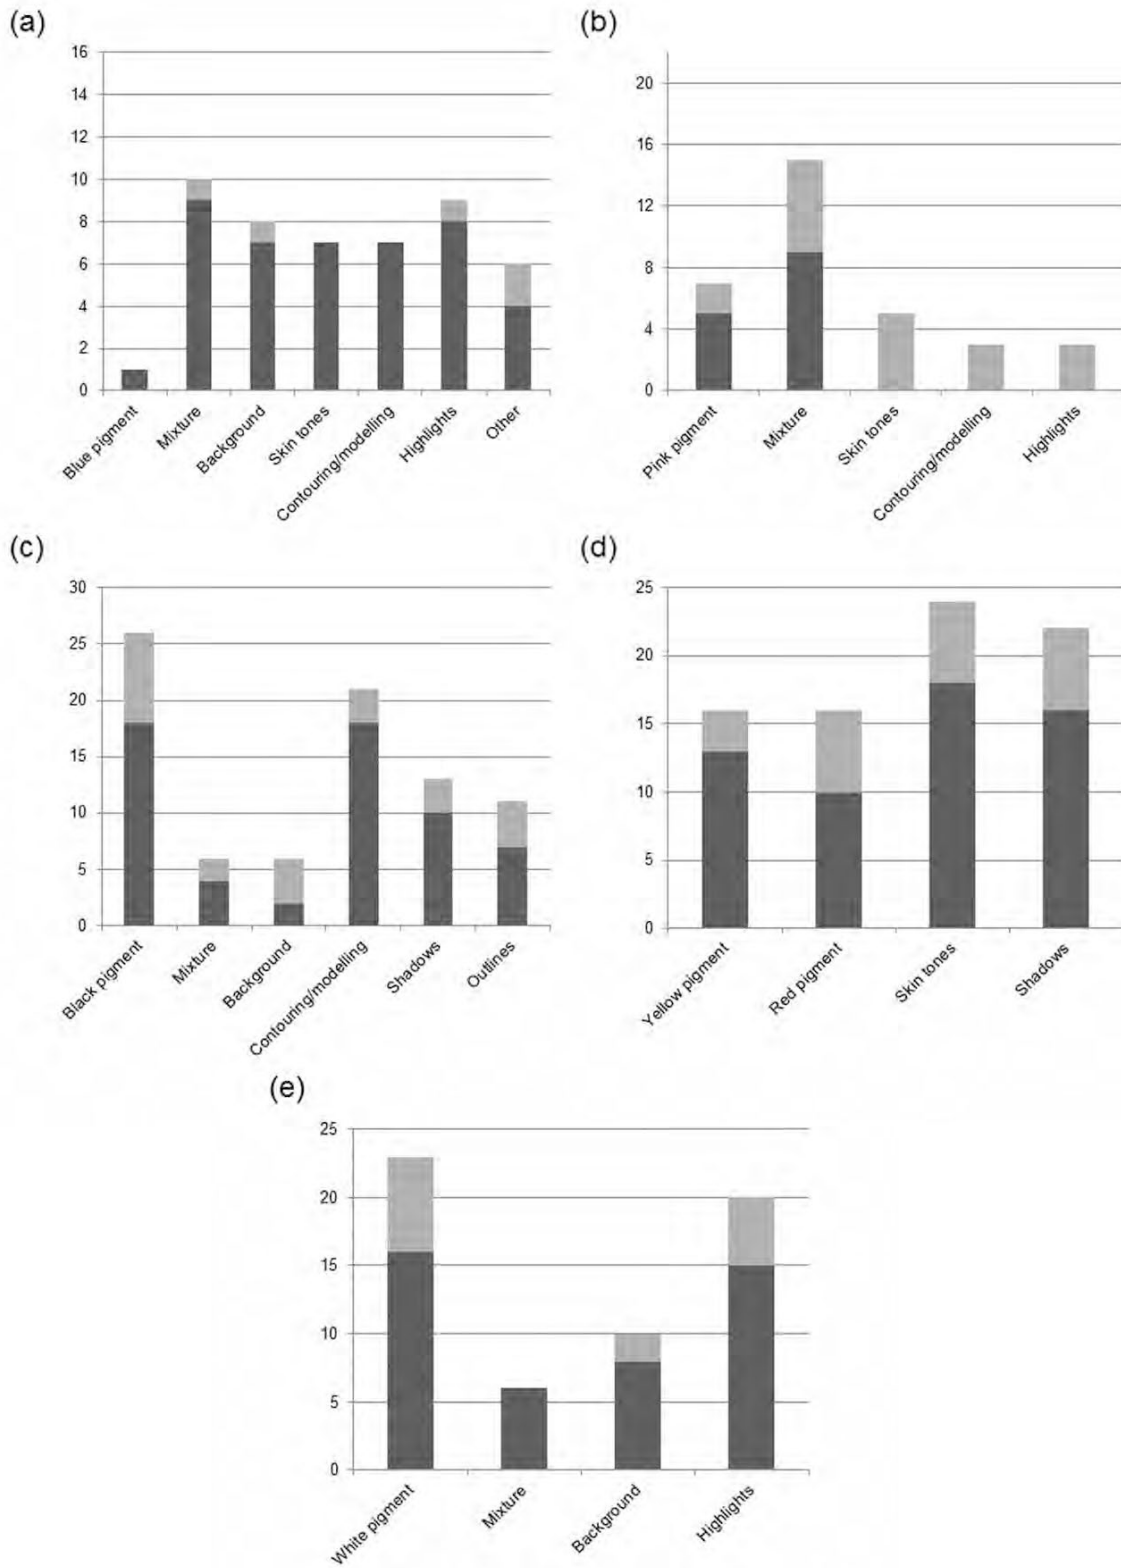 (a)
16
14
12
10
8
6
4
2
0
Blue pigment
Mixture
Background
Skin tones
Contouring/modelling
Highlights
Other
(b)
20
16
12
8
4
0
Pink pigment
Mixture
Skin tones
Contouring/modelling
Highlights
(c)
30
25
20
15
10
5
0
Black pigment
Mixture
Background
Contouring/modelling
Shadows
Outlines
(d)
25
20
15
10
5
0
Yellow pigment
Red pigment
Skin tones
Shadows
(e)
25
20
15
10
5
0
White pigment
Mixture
Background
Highlights